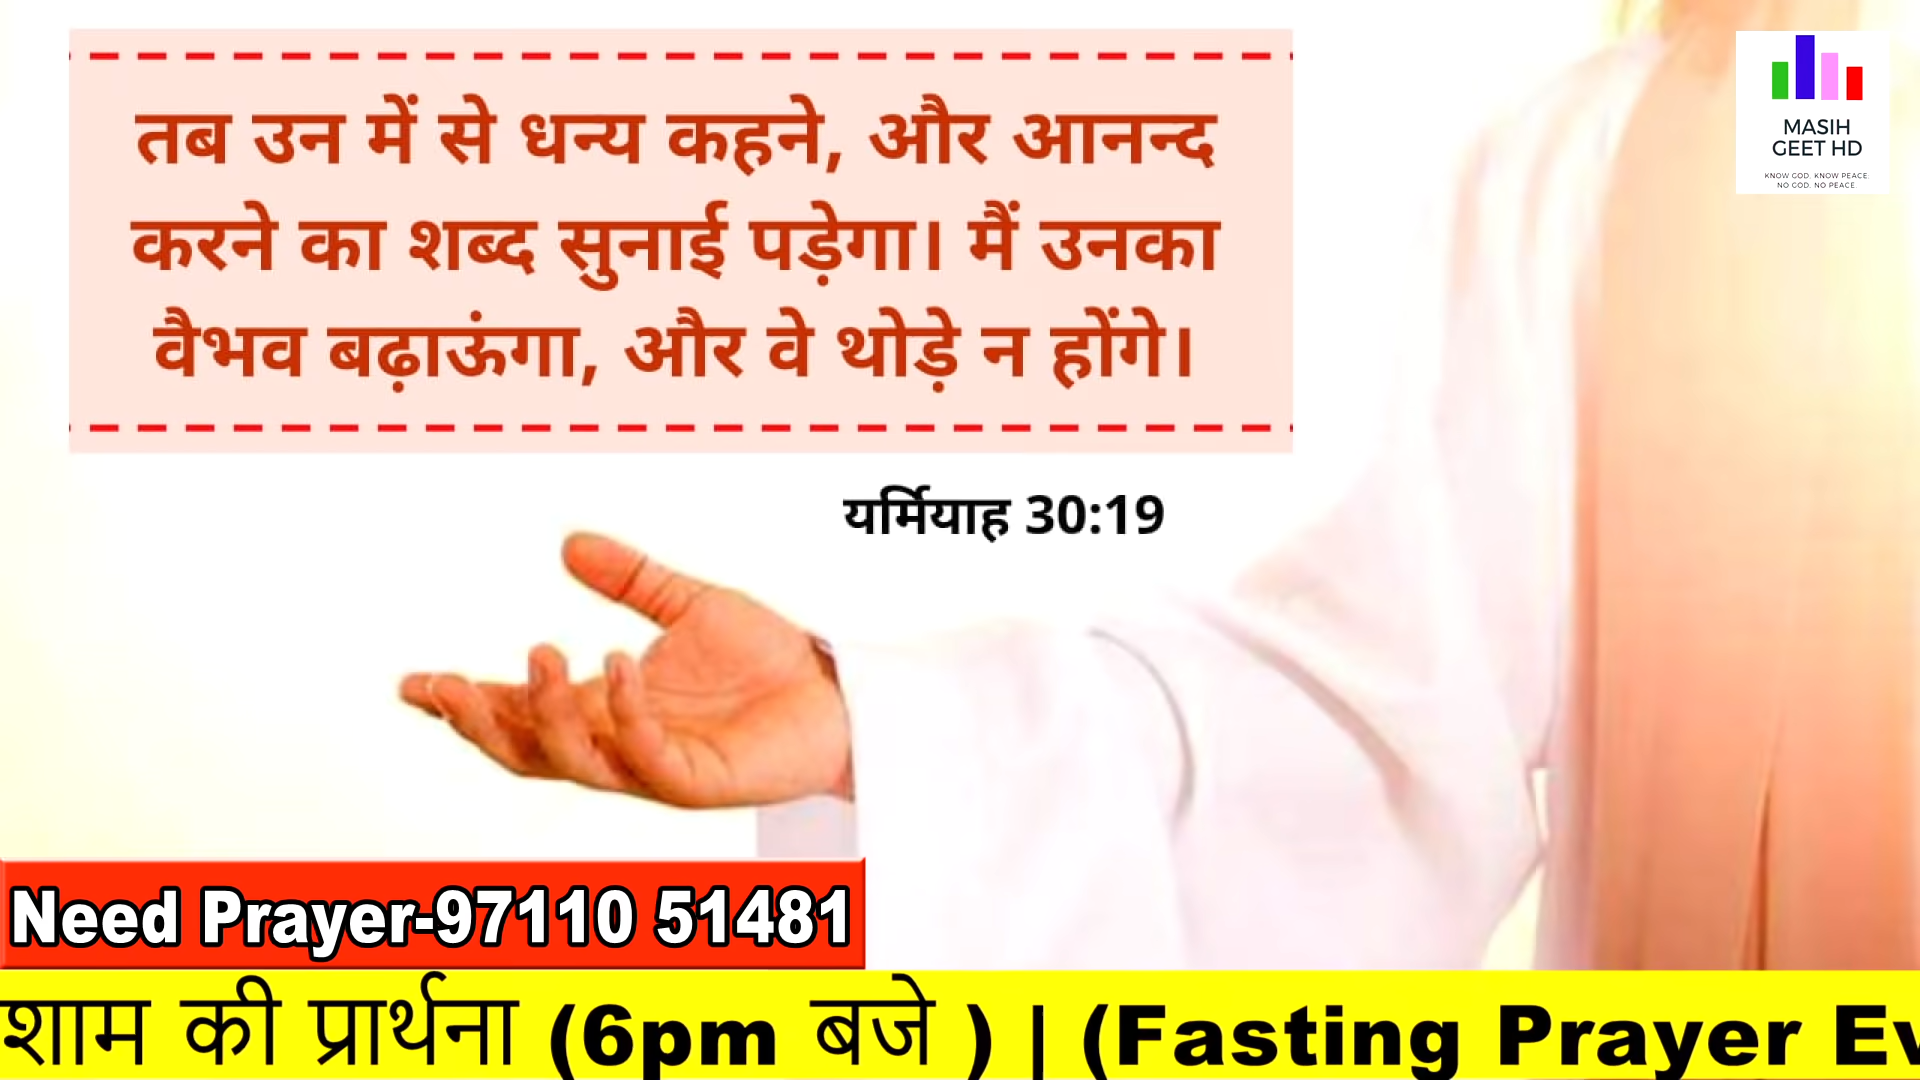 तब उन में से धन्य कहने, और आनन्द
करने का शब्द सुनाई पड़ेगा। मैं उनका
वैभव बढ़ाऊंगा, और वे थोड़े न होंगे।
यर्मियाह 30:19
MASIH
GEET HD
KNOW GOD. KNOW PEACE.
NO GOD. NO PEACE.
Need Prayer-97110 51481
शाम की प्रार्थना (6pm बजे ) | (Fasting Prayer Ev